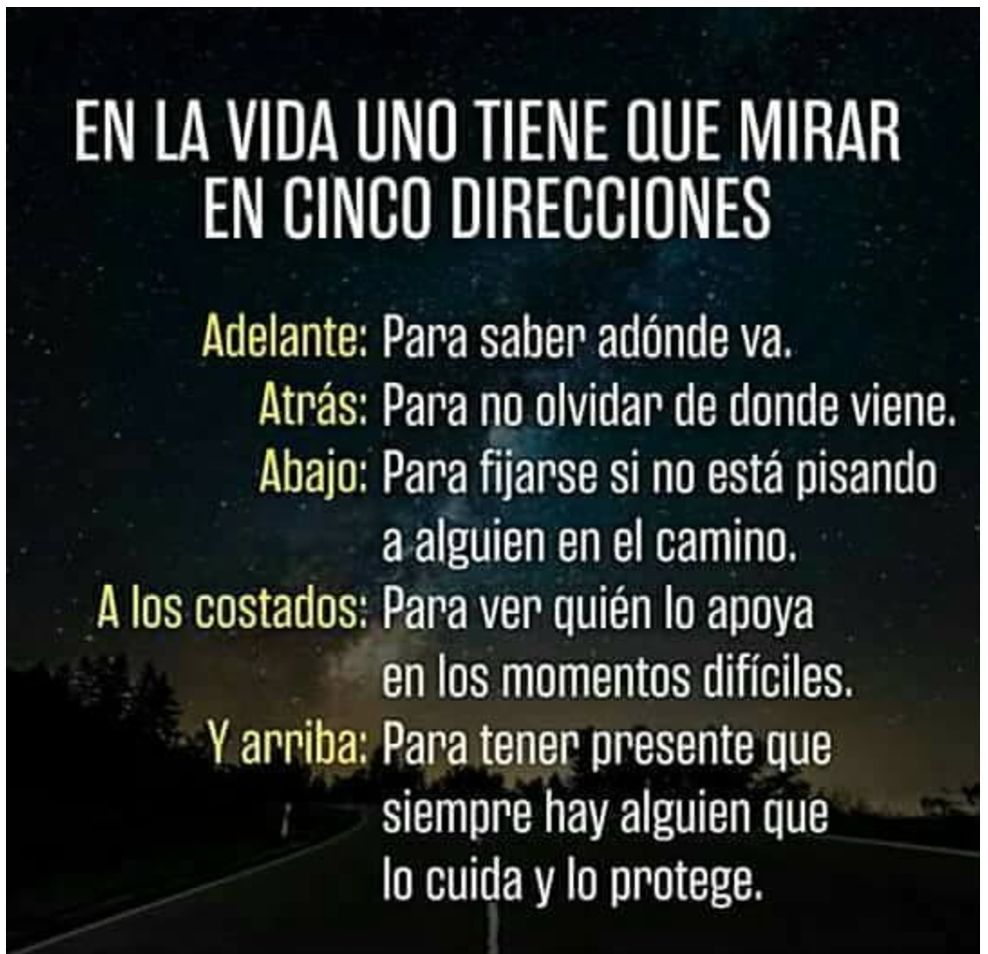 EN LA VIDA UNO TIENE QUE MIRAR
EN CINCO DIRECCIONES
Adelante: Para saber adónde va.
Atrás: Para no olvidar de donde viene.
Abajo: Para fijarse si no está pisando
a alguien en el camino.
A los costados: Para ver quién lo apoya
en los momentos difíciles.
Y arriba: Para tener presente que
siempre hay alguien que
lo cuida y lo protege.